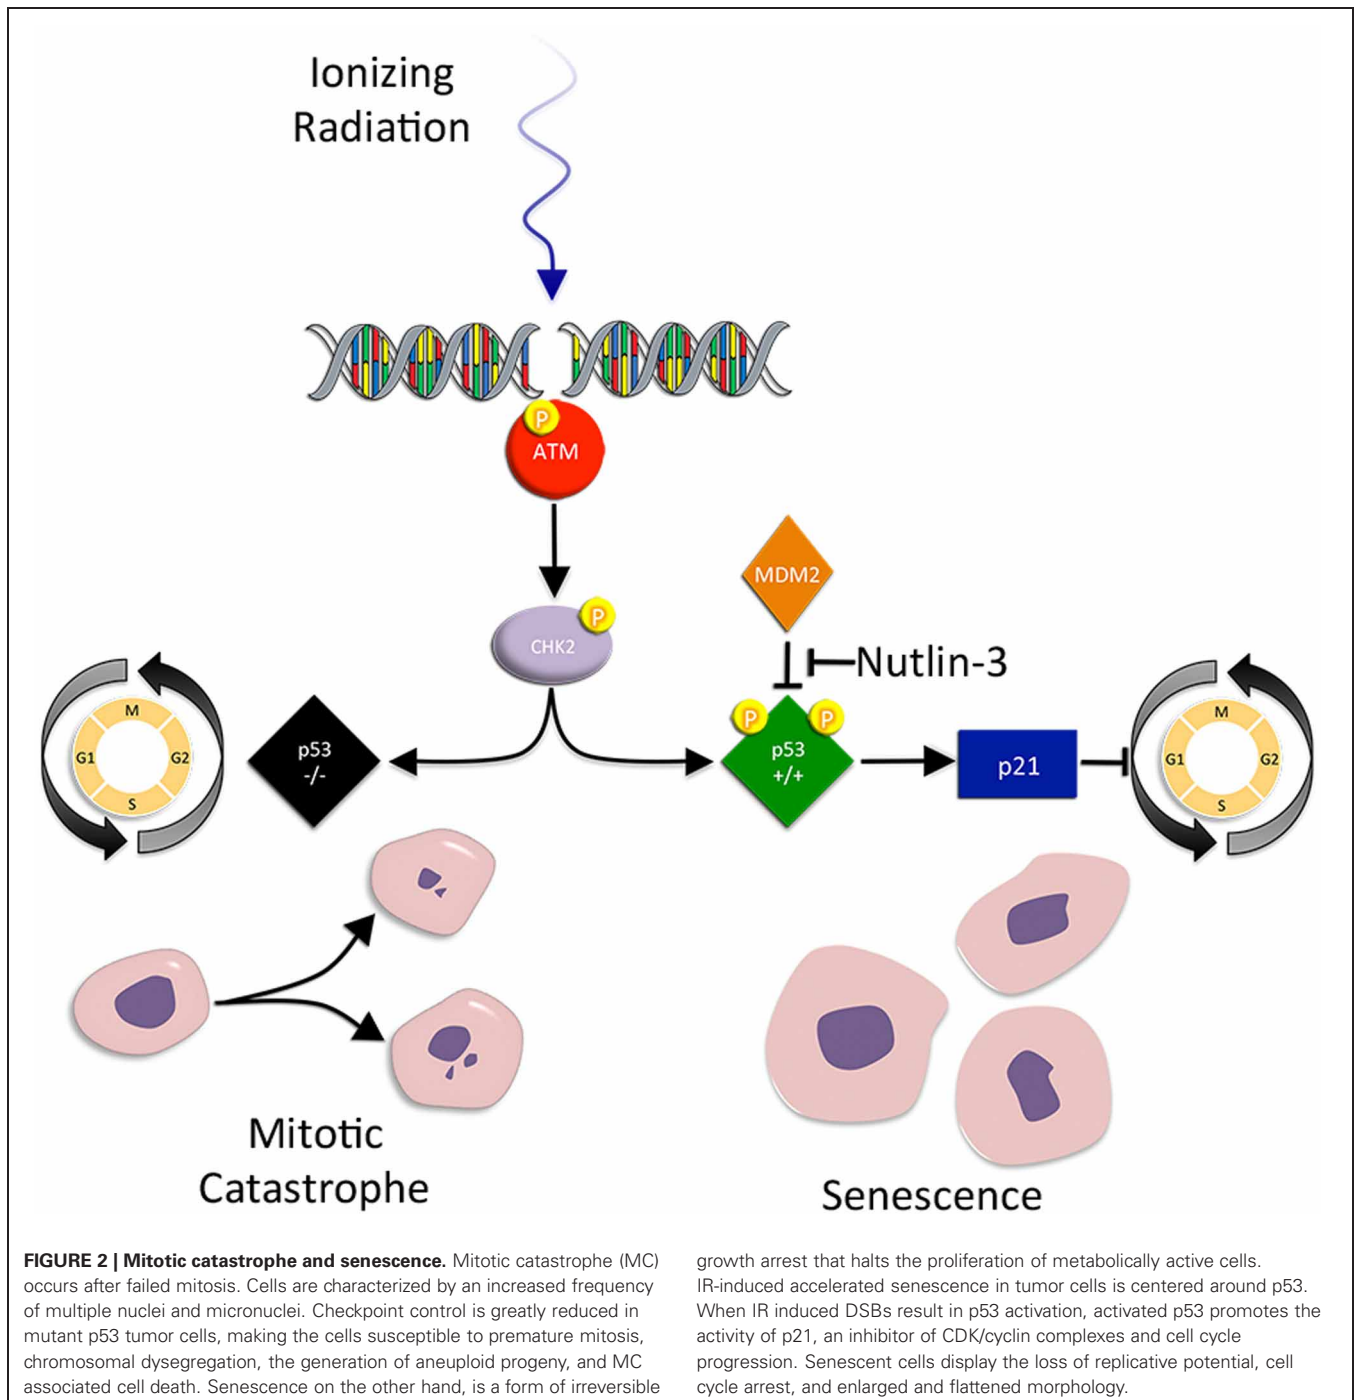 Ionizing
Radiation
P
ATM
MDM2
P
CHK2
Nutlin-3
P
P
M
G1
G2
S
p53
-/-
p53
+/+
p21
M
G1
G2
S
Mitotic
Catastrophe
Senescence
FIGURE 2 | Mitotic catastrophe and senescence. Mitotic catastrophe (MC)
occurs after failed mitosis. Cells are characterized by an increased frequency
of multiple nuclei and micronuclei. Checkpoint control is greatly reduced in
mutant p53 tumor cells, making the cells susceptible to premature mitosis,
chromosomal dysegregation, the generation of aneuploid progeny, and MC
associated cell death. Senescence on the other hand, is a form of irreversible
growth arrest that halts the proliferation of metabolically active cells.
IR-induced accelerated senescence in tumor cells is centered around p53.
When IR induced DSBs result in p53 activation, activated p53 promotes the
activity of p21, an inhibitor of CDK/cyclin complexes and cell cycle
progression. Senescent cells display the loss of replicative potential, cell
cycle arrest, and enlarged and flattened morphology.